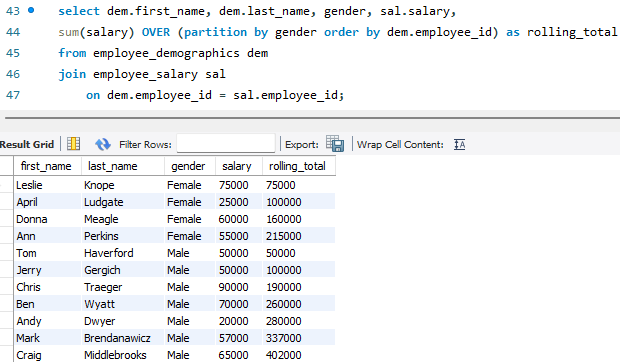 43 select dem.first_name, dem.last_name, gender, sal.salary,
44 sum(salary) OVER (partition by gender order by dem.employee_id) as rolling_total
45 from employee_demographics dem
46 join employee_salary sal
47 on dem.employee_id = sal.employee_id;
Result Grid Filter Rows: Export: Wrap Cell Content: IA
first_name last_name gender salary rolling_total
Leslie Knope Female 75000 75000
April Ludgate Female 25000 100000
Donna Meagle Female 60000 160000
Ann Perkins Female 55000 215000
Tom Haverford Male 50000 50000
Jerry Gergich Male 50000 100000
Chris Traeger Male 90000 190000
Ben Wyatt Male 70000 260000
Andy Dwyer Male 20000 280000
Mark Brendanawicz Male 57000 337000
Craig Middlebrooks Male 65000 402000